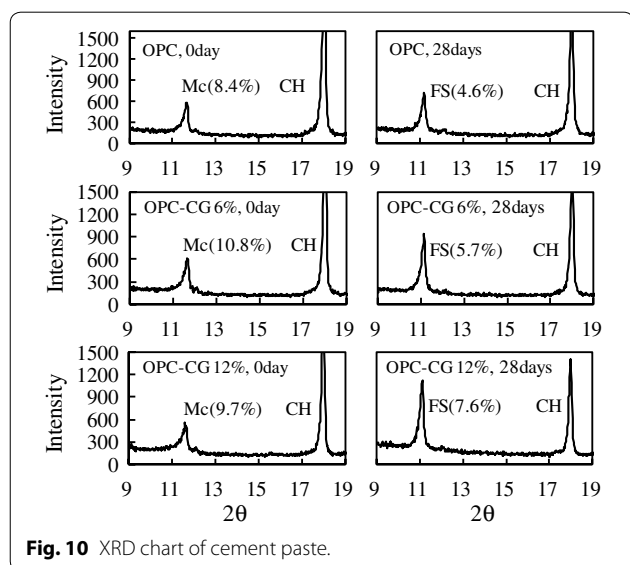 1500
1200
900
600
300
0
Intensity
OPC, 0day
Mc(8.4%) CH
9 11 13 15 17 19
OPC, 28days
FS(4.6%) CH
9 11 13 15 17 19
1500
1200
900
600
300
0
Intensity
OPC-CG 6%, 0day
Mc(10.8%) CH
9 11 13 15 17 19
OPC-CG 6%, 28days
FS(5.7%) CH
9 11 13 15 17 19
1500
1200
900
600
300
0
Intensity
OPC-CG 12%, 0day
Mc(9.7%) CH
9 11 13 15 17 19
2θ
OPC-CG 12%, 28days
FS(7.6%) CH
9 11 13 15 17 19
2θ
Fig. 10 XRD chart of cement paste.